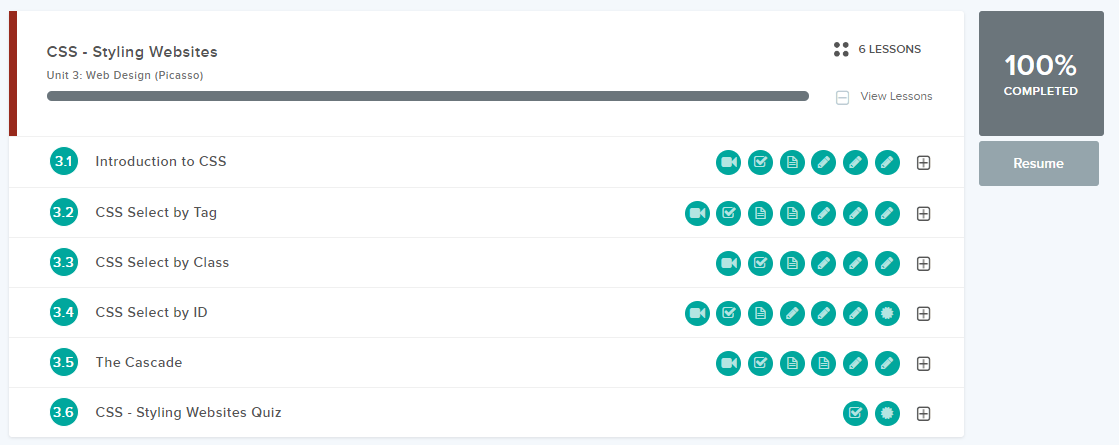 CSS - Styling Websites
Unit 3: Web Design (Picasso)
6 LESSONS
View Lessons
100%
COMPLETED
Resume
3.1 Introduction to CSS
3.2 CSS Select by Tag
3.3 CSS Select by Class
3.4 CSS Select by ID
3.5 The Cascade
3.6 CSS - Styling Websites Quiz